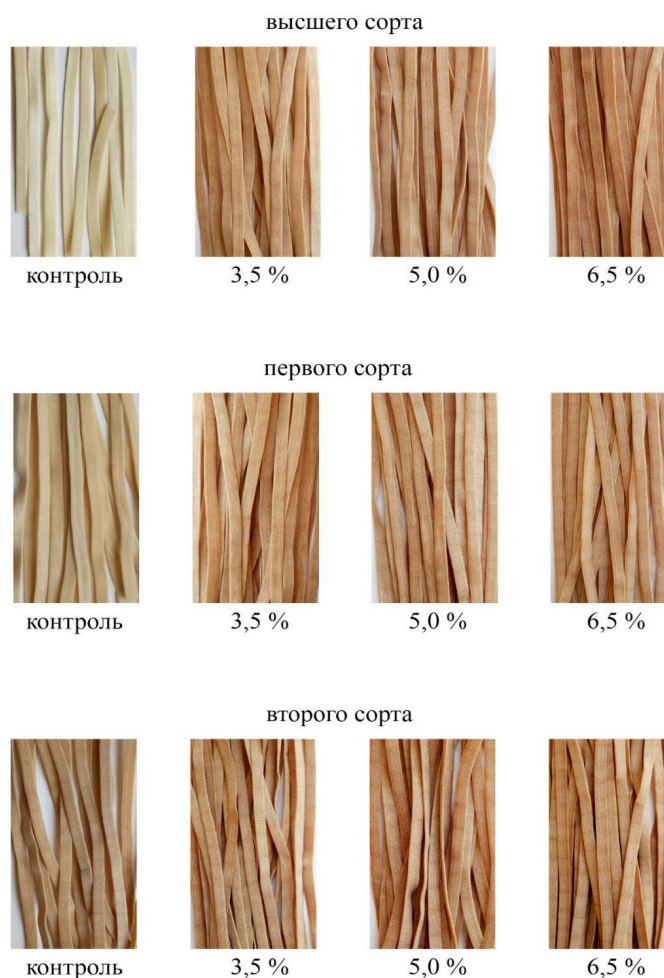 высшего сорта
контроль 3,5 % 5,0 % 6,5 %
первого сорта
контроль 3,5 % 5,0 % 6,5 %
второго сорта
контроль 3,5 % 5,0 % 6,5 %